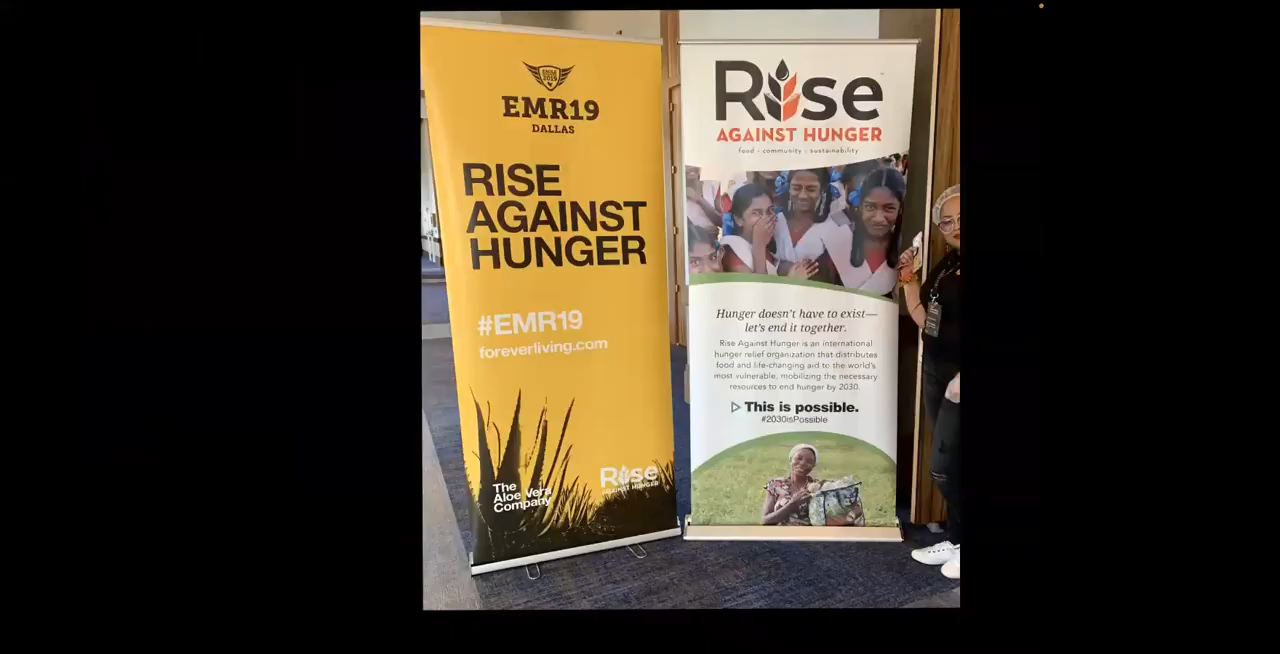 EAGLE
2019
EMR19
DALLAS
RISE
AGAINST
HUNGER
#EMR19
foreverliving.com
The
Aloe Vera
Company
Rise
AGAINST HUNGER
Rise
AGAINST HUNGER
food · community · sustainability
Hunger doesn't have to exist—
let's end it together.
Rise Against Hunger is an international
hunger relief organization that distributes
food and life-changing aid to the world's
most vulnerable, mobilizing the necessary
resources to end hunger by 2030.
This is possible.
#2030isPossible